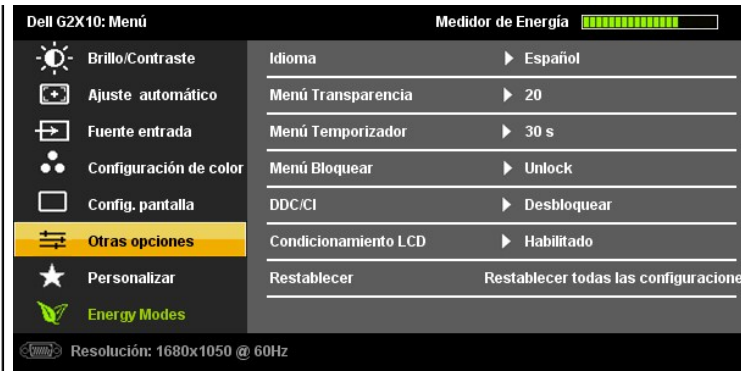 Dell G2X10: Menú Medidor de Energía
Brillo/Contraste Idioma Español
Ajuste automático Menú Transparencia 20
Fuente entrada Menú Temporizador 30 s
Configuración de color Menú Bloquear Unlock
Config. pantalla DDC/CI Desbloquear
Otras opciones Condicionamiento LCD Habilitado
Personalizar Restablecer Restablecer todas las configuracione
Energy Modes
Resolución: 1680x1050 @ 60Hz